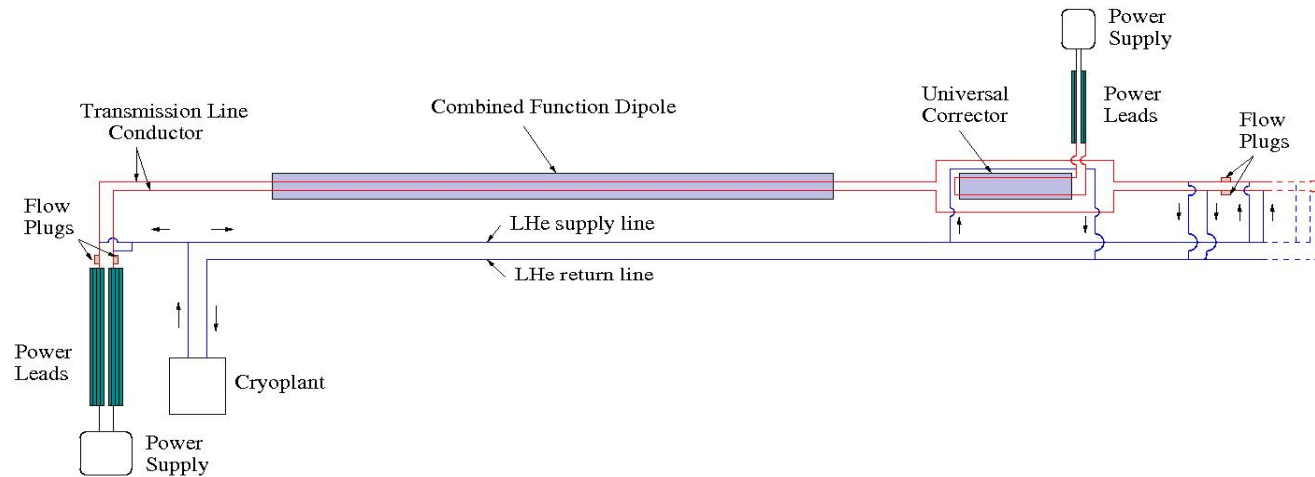 Power
Supply
Transmission Line
Conductor
Combined Function Dipole
Universal
Corrector
Power
Leads
Flow
Plugs
Flow
Plugs
LHe supply line
LHe return line
Power
Leads
Cryoplant
Power
Supply